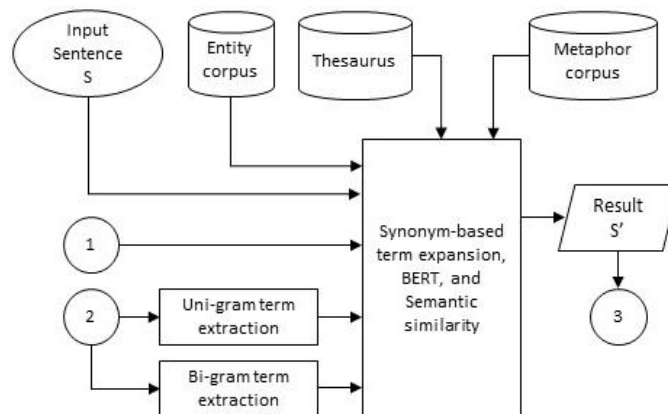 Input
Sentence
S
Entity
corpus
Thesaurus
Metaphor
corpus
1
2
Uni-gram term
extraction
Bi-gram term
extraction
Synonym-based
term expansion,
BERT, and
Semantic
similarity
Result
S’
3